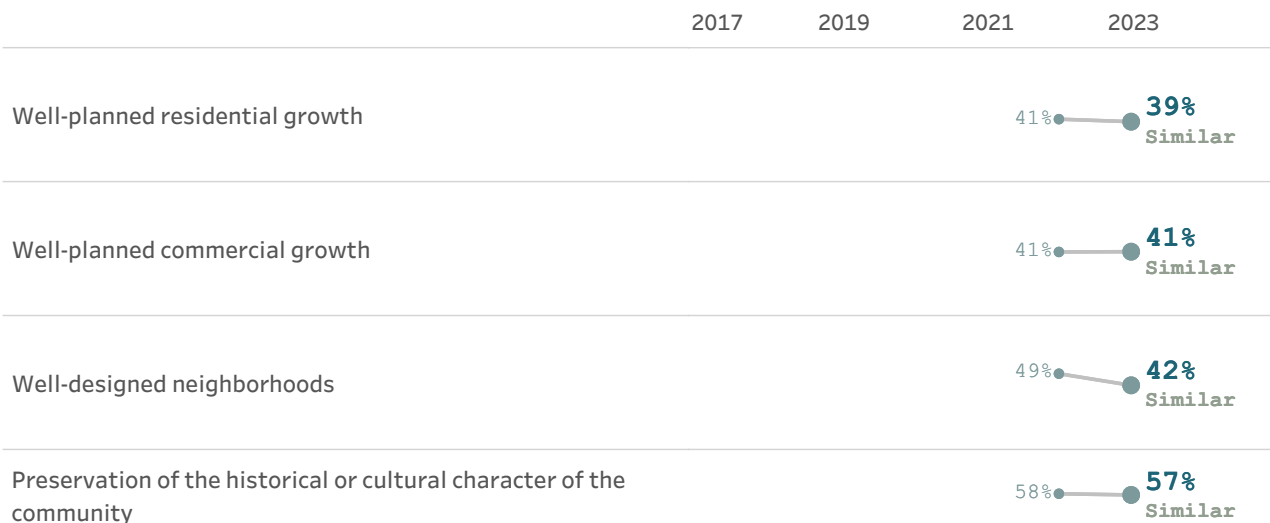 2017 2019 2021 2023
Well-planned residential growth 41% 39%
Similar
Well-planned commercial growth 41% 41%
Similar
Well-designed neighborhoods 49% 42%
Similar
Preservation of the historical or cultural character of the
community
58% 57%
Similar